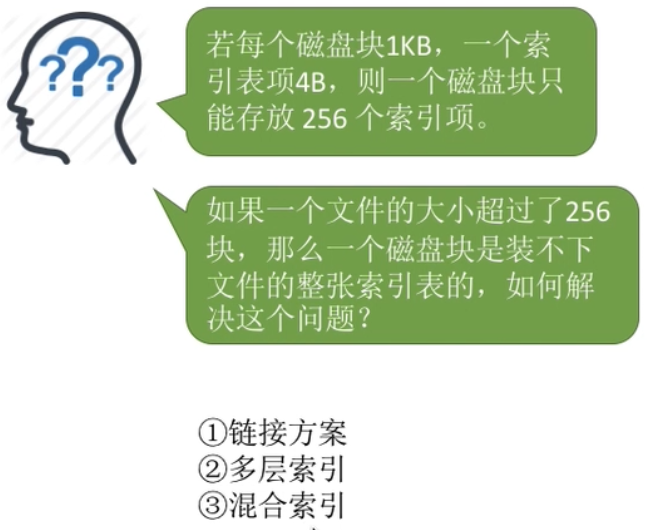 ???
若每个磁盘块1KB，一个索
引表项4B，则一个磁盘块只
能存放 256 个索引项。
如果一个文件的大小超过了256
块，那么一个磁盘块是装不下
文件的整张索引表的，如何解
决这个问题？
①链接方案
②多层索引
③混合索引